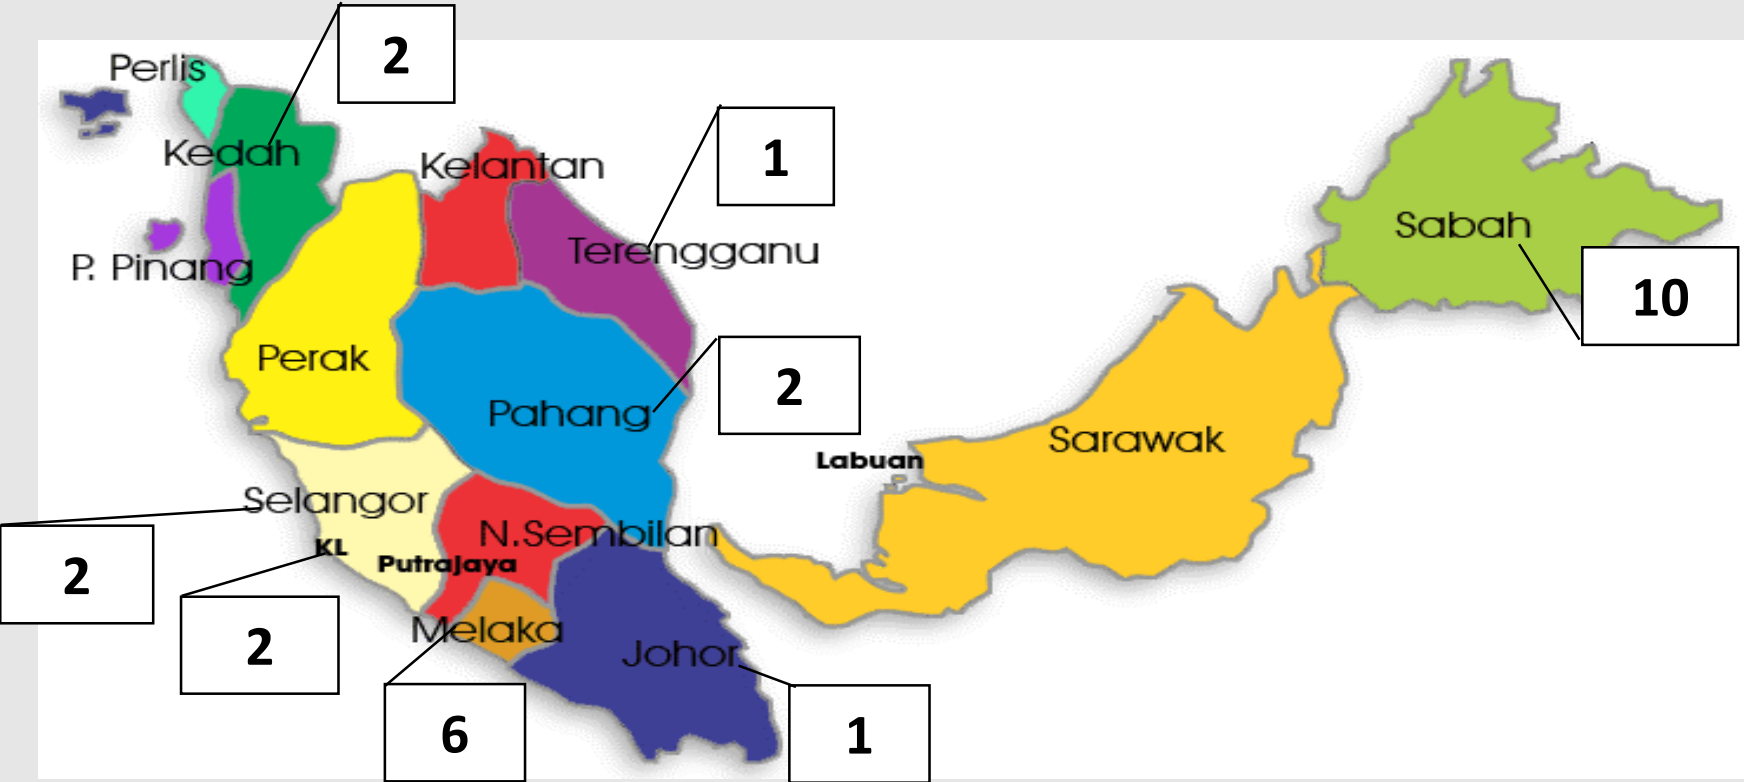 2
Perlis
1
Kedah
Kelantan
Sabah
Terengganu
P. Pinang
10
Perak
2
Pahang
Sarawak
Labuan
Selangor
N.Sembilan
KL
Putrajaya
2
2
Melaka
Johor
6
1